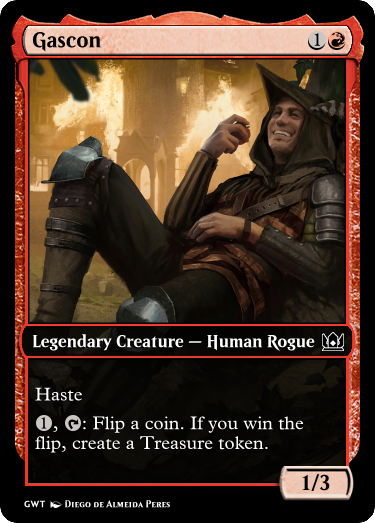 Gascon 1
Legendary Creature — Human Rogue
Haste
1, : Flip a coin. If you win the
flip, create a Treasure token.
1/3
GWT Diego de Almeida Peres